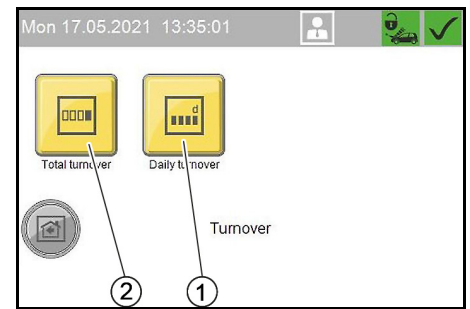 Mon 17.05.2021 13:35:01
d
Total turnover
Daily turnover
Turnover
2
1